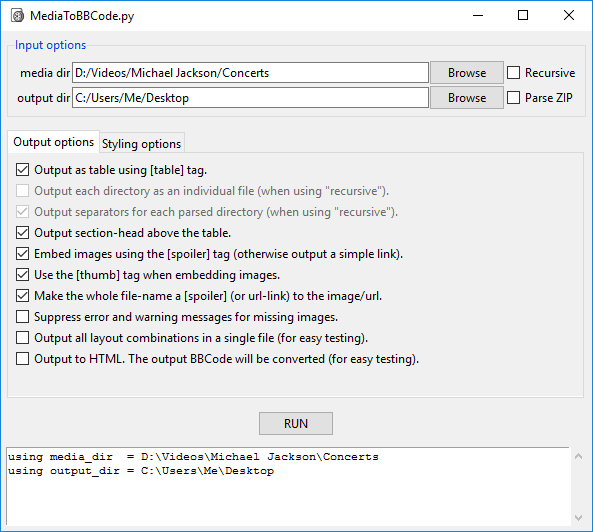 MediaToBBCode.py
Input options
media dir D:/Videos/Michael Jackson/Concerts Browse Recursive
output dir C:/Users/Me/Desktop Browse Parse ZIP
Output options Styling options
Output as table using [table] tag.
Output each directory as an individual file (when using "recursive").
Output separators for each parsed directory (when using "recursive").
Output section-head above the table.
Embed images using the [spoiler] tag (otherwise output a simple link).
Use the [thumb] tag when embedding images.
Make the whole file-name a [spoiler] (or url-link) to the image/url.
Suppress error and warning messages for missing images.
Output all layout combinations in a single file (for easy testing).
Output to HTML. The output BBCode will be converted (for easy testing).
RUN
using media_dir  = D:\Videos\Michael Jackson\Concerts
using output_dir = C:\Users\Me\Desktop